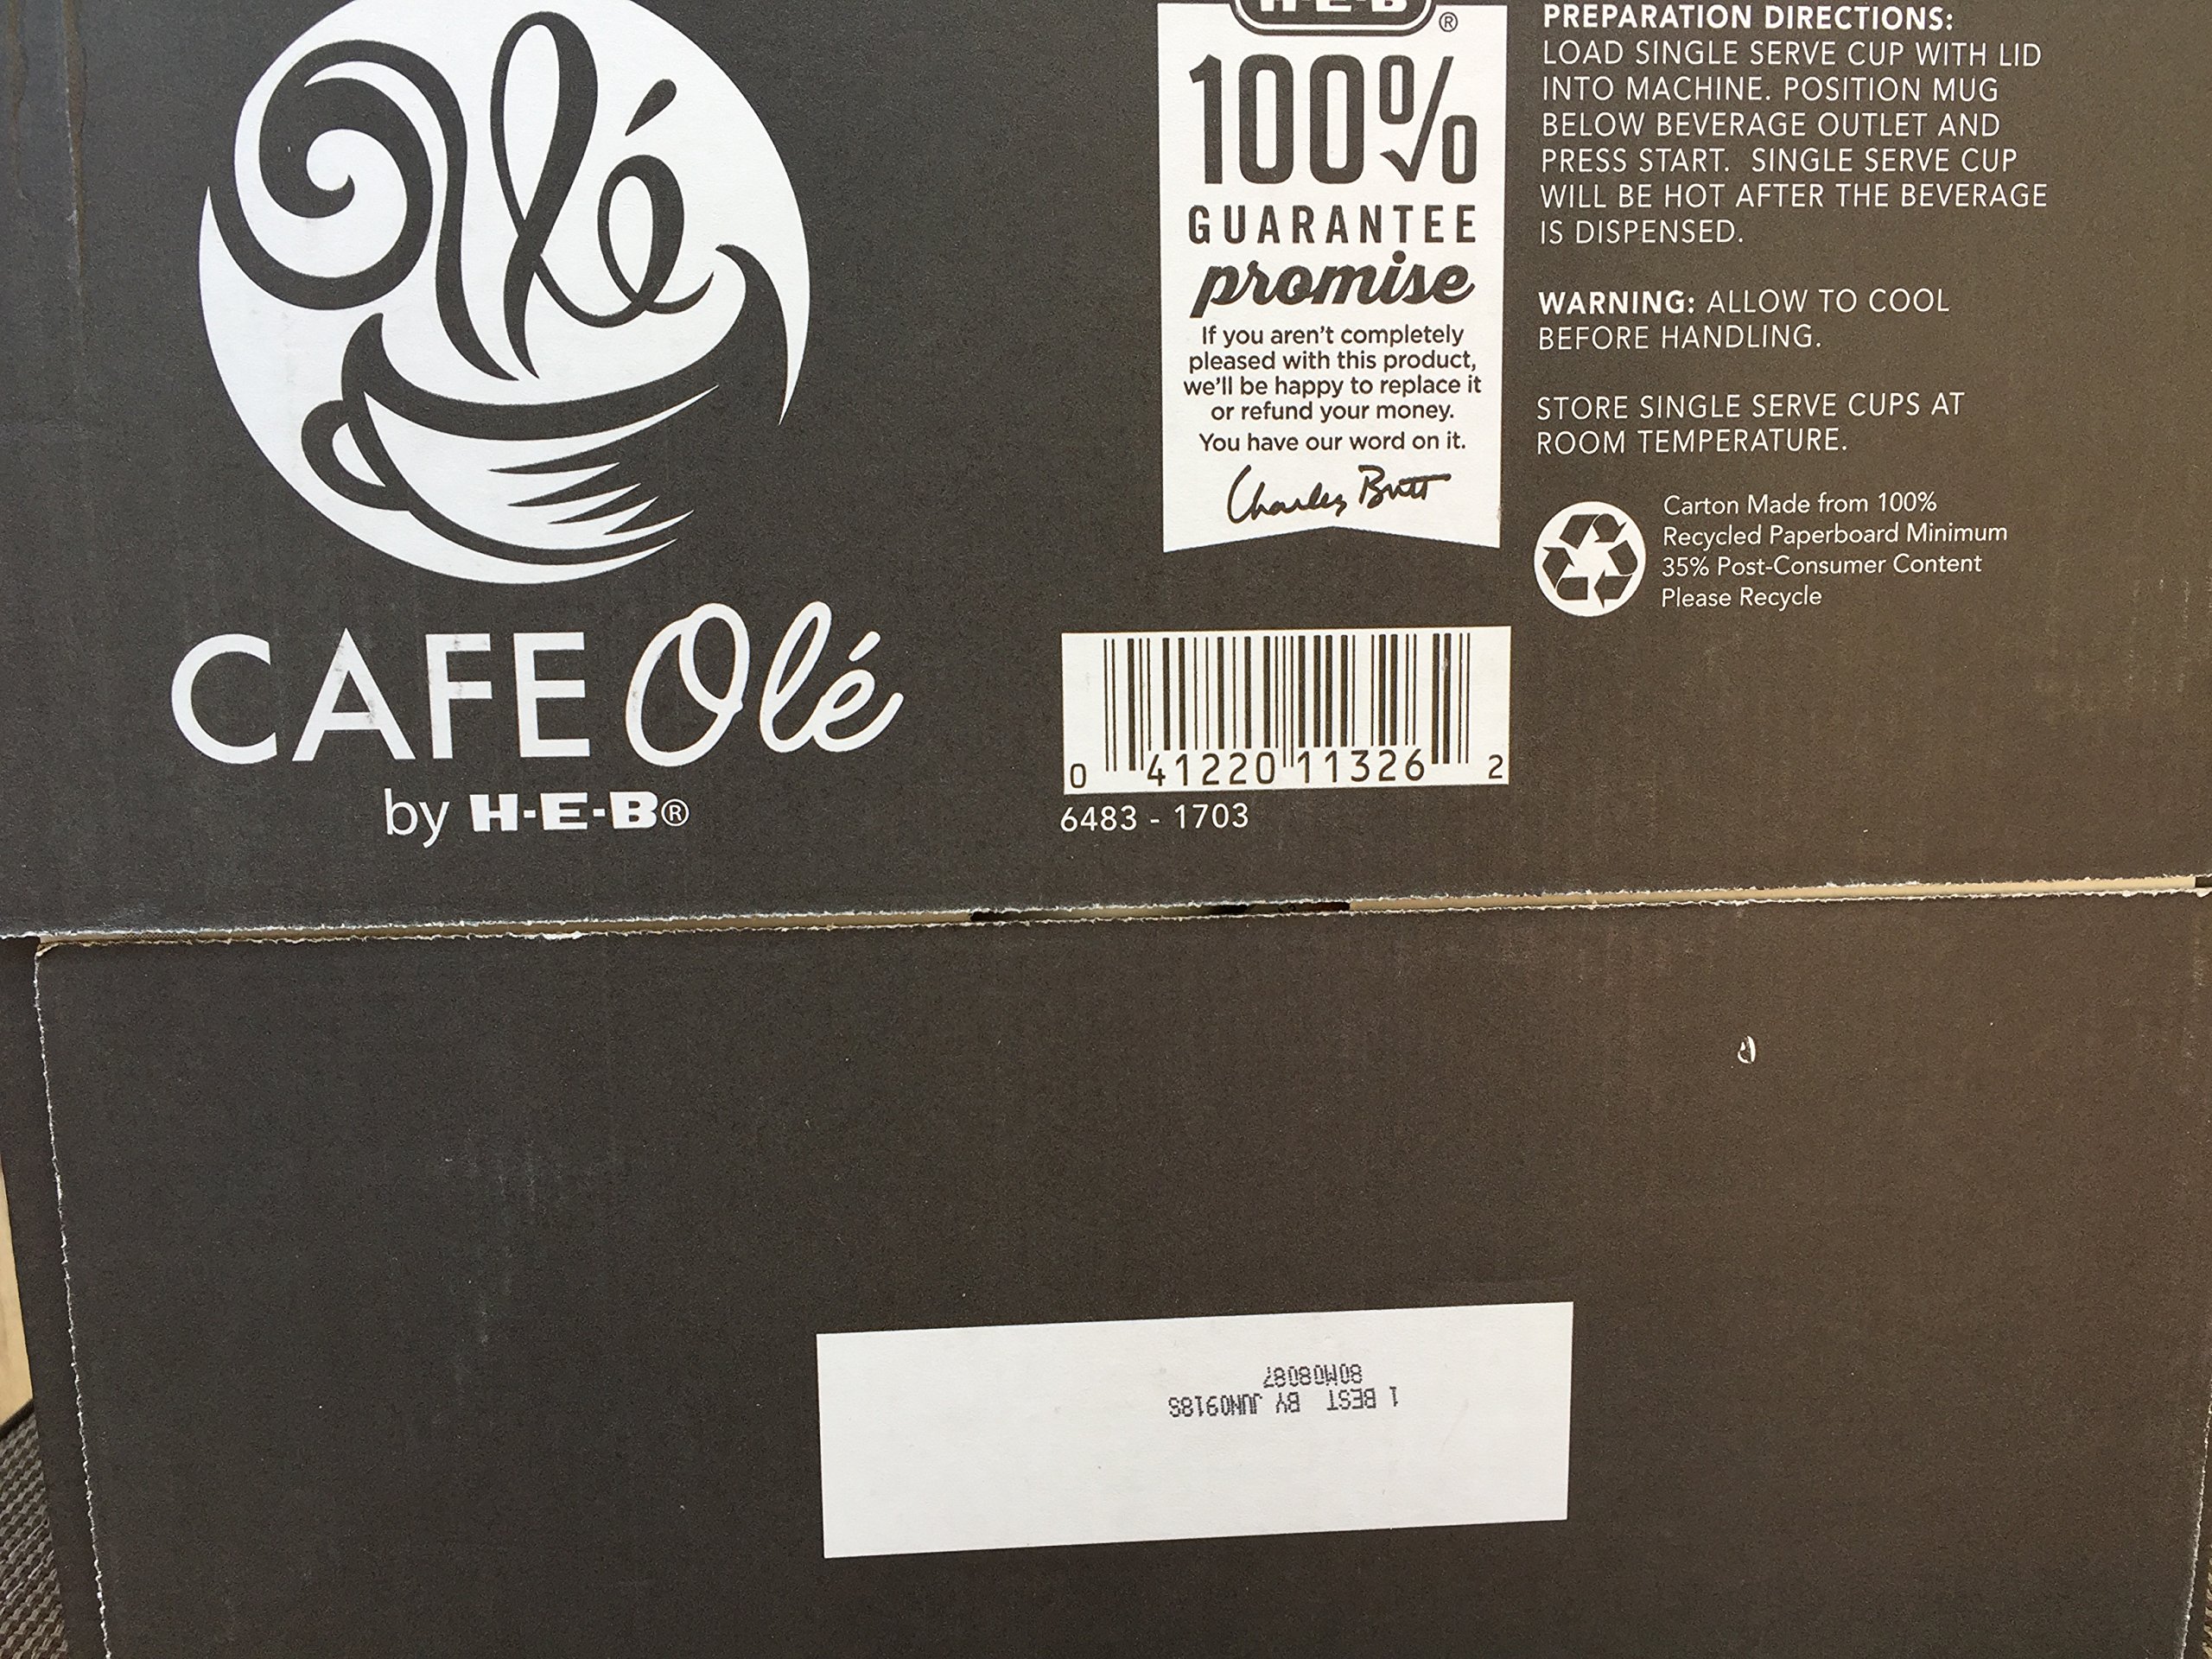 Olé
CAFE Olé
by H-E-B®
H-E-B®
100%
GUARANTEE
promise
If you aren't completely
pleased with this product,
we'll be happy to replace it
or refund your money.
You have our word on it.
Charles Butt
0 41220 11326 2
6483 - 1703
PREPARATION DIRECTIONS:
LOAD SINGLE SERVE CUP WITH LID
INTO MACHINE. POSITION MUG
BELOW BEVERAGE OUTLET AND
PRESS START. SINGLE SERVE CUP
WILL BE HOT AFTER THE BEVERAGE
IS DISPENSED.
WARNING: ALLOW TO COOL
BEFORE HANDLING.
STORE SINGLE SERVE CUPS AT
ROOM TEMPERATURE.
Carton Made from 100%
Recycled Paperboard Minimum
35% Post-Consumer Content
Please Recycle
1 BEST BY JUN0918S
80M08087